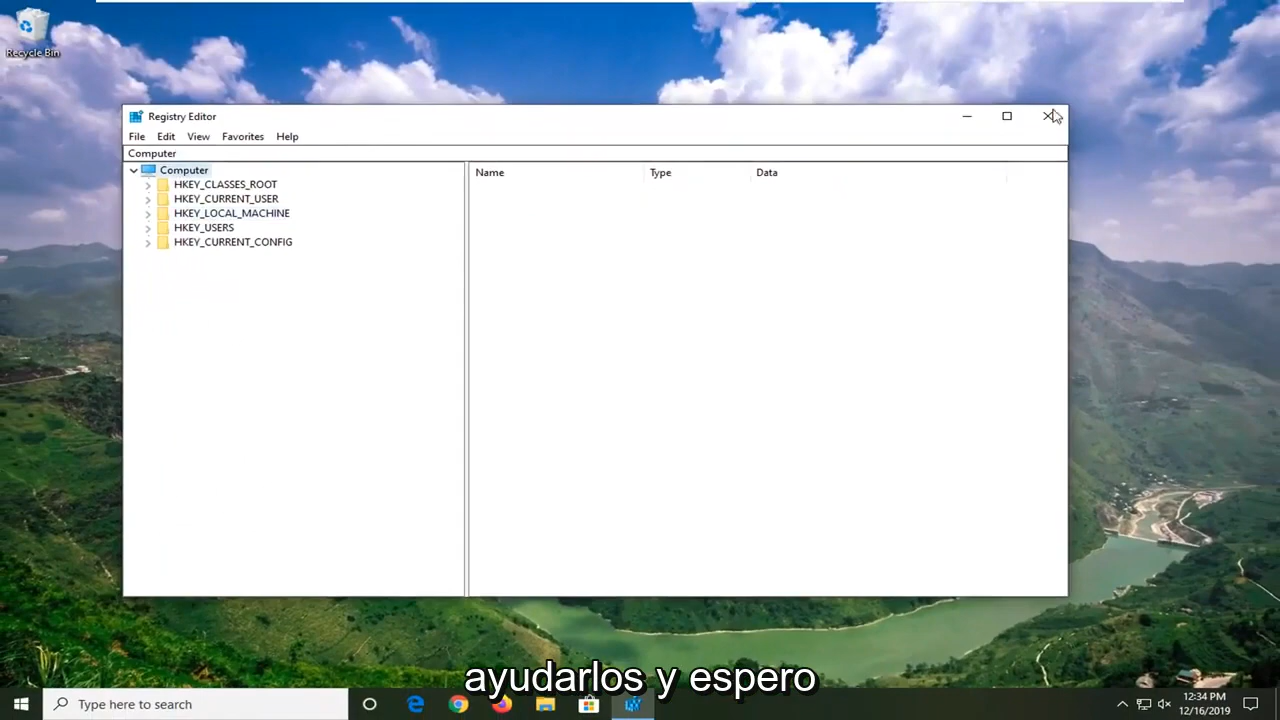 Recycle Bin
Registry Editor
File Edit View Favorites Help
Computer
Computer
HKEY_CLASSES_ROOT
HKEY_CURRENT_USER
HKEY_LOCAL_MACHINE
HKEY_USERS
HKEY_CURRENT_CONFIG
Name Type Data
ayudarlos y espero
Type here to search
12:34 PM
12/16/2019